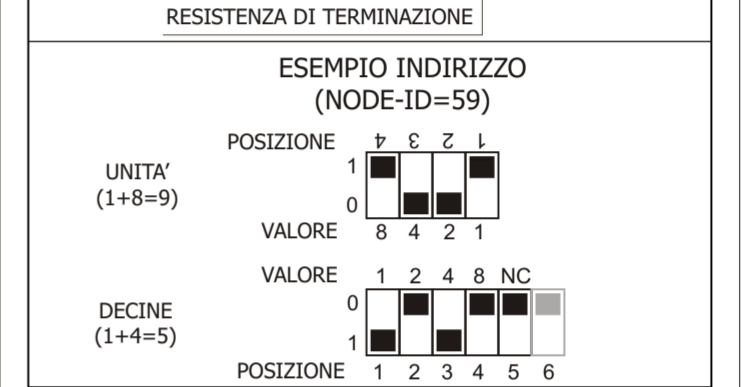 RESISTENZA DI TERMINAZIONE
ESEMPIO INDIRIZZO
(NODE-ID=59)
POSIZIONE 4 3 2 1
UNITA’
(1+8=9)
1
0
VALORE 8 4 2 1
VALORE 1 2 4 8 NC
DECINE
(1+4=5)
0
1
POSIZIONE 1 2 3 4 5 6